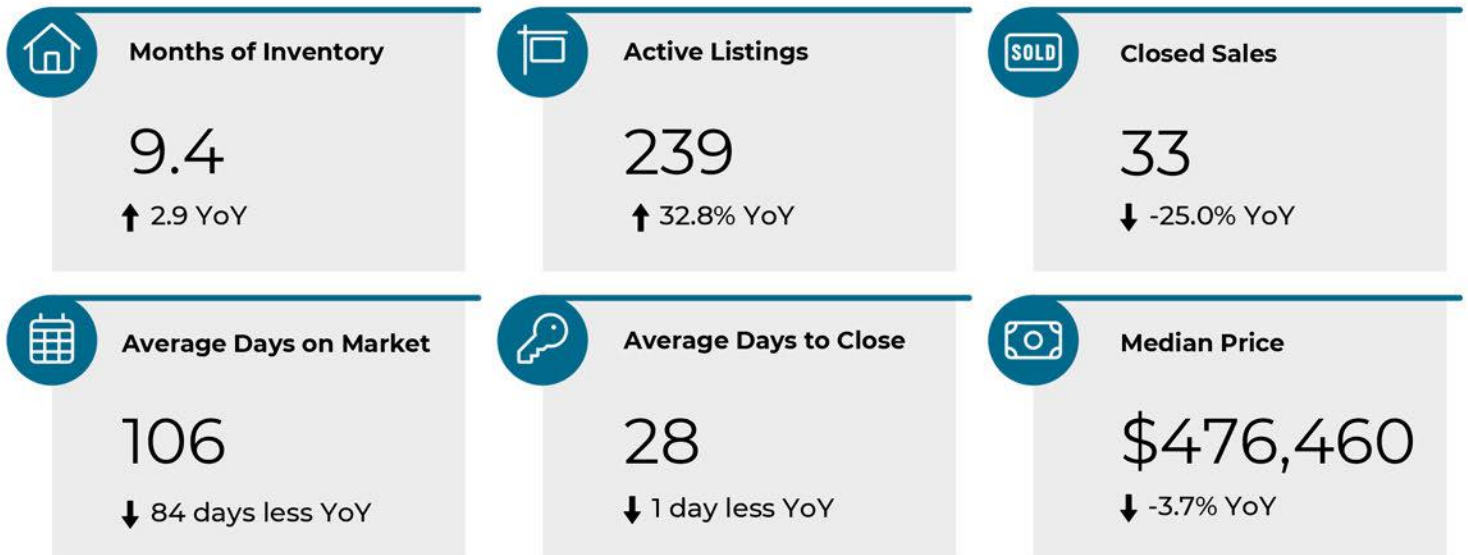 Months of Inventory
9.4
↑ 2.9 YoY
Active Listings
239
↑ 32.8% YoY
SOLD
Closed Sales
33
↓ -25.0% YoY
Average Days on Market
106
↓ 84 days less YoY
Average Days to Close
28
↓ 1 day less YoY
Median Price
$476,460
↓ -3.7% YoY